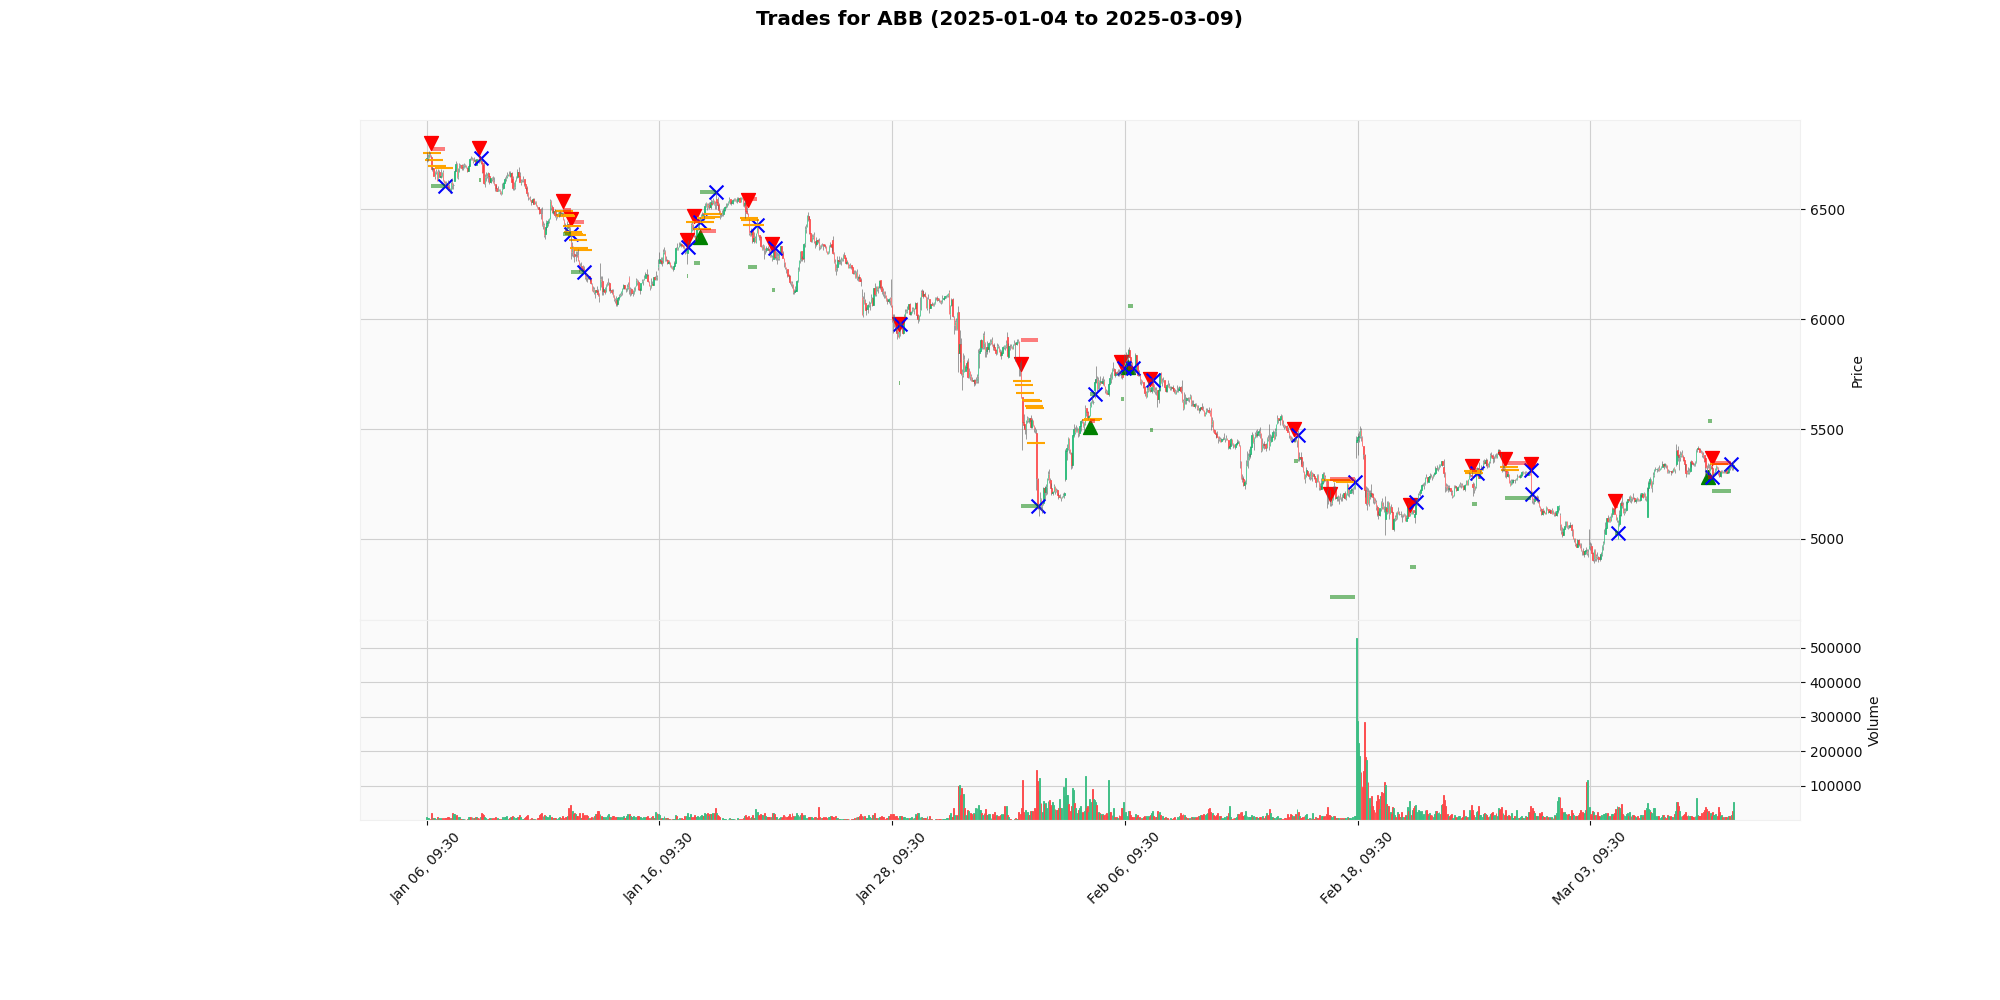 Trades for ABB (2025-01-04 to 2025-03-09)
6500
6000
5500
5000
Price
500000
400000
300000
200000
100000
Volume
Jan 06, 09:30
Jan 16, 09:30
Jan 28, 09:30
Feb 06, 09:30
Feb 18, 09:30
Mar 03, 09:30